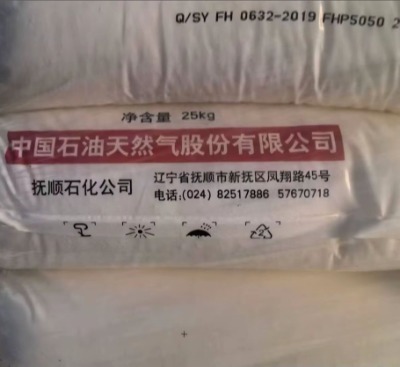 Q/SY FH 0632-2019 FHP5050 2
净含量 25kg
中国石油天然气股份有限公司
抚顺石化公司
辽宁省抚顺市新抚区凤翔路45号
电话:(024) 82517886 57670718